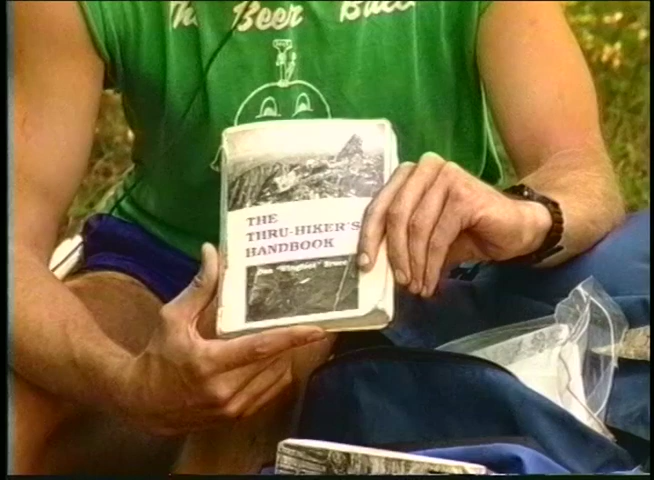 The Beer
THE
THRU-HIKER'S
HANDBOOK
Dan "Wingfoot" Bruce